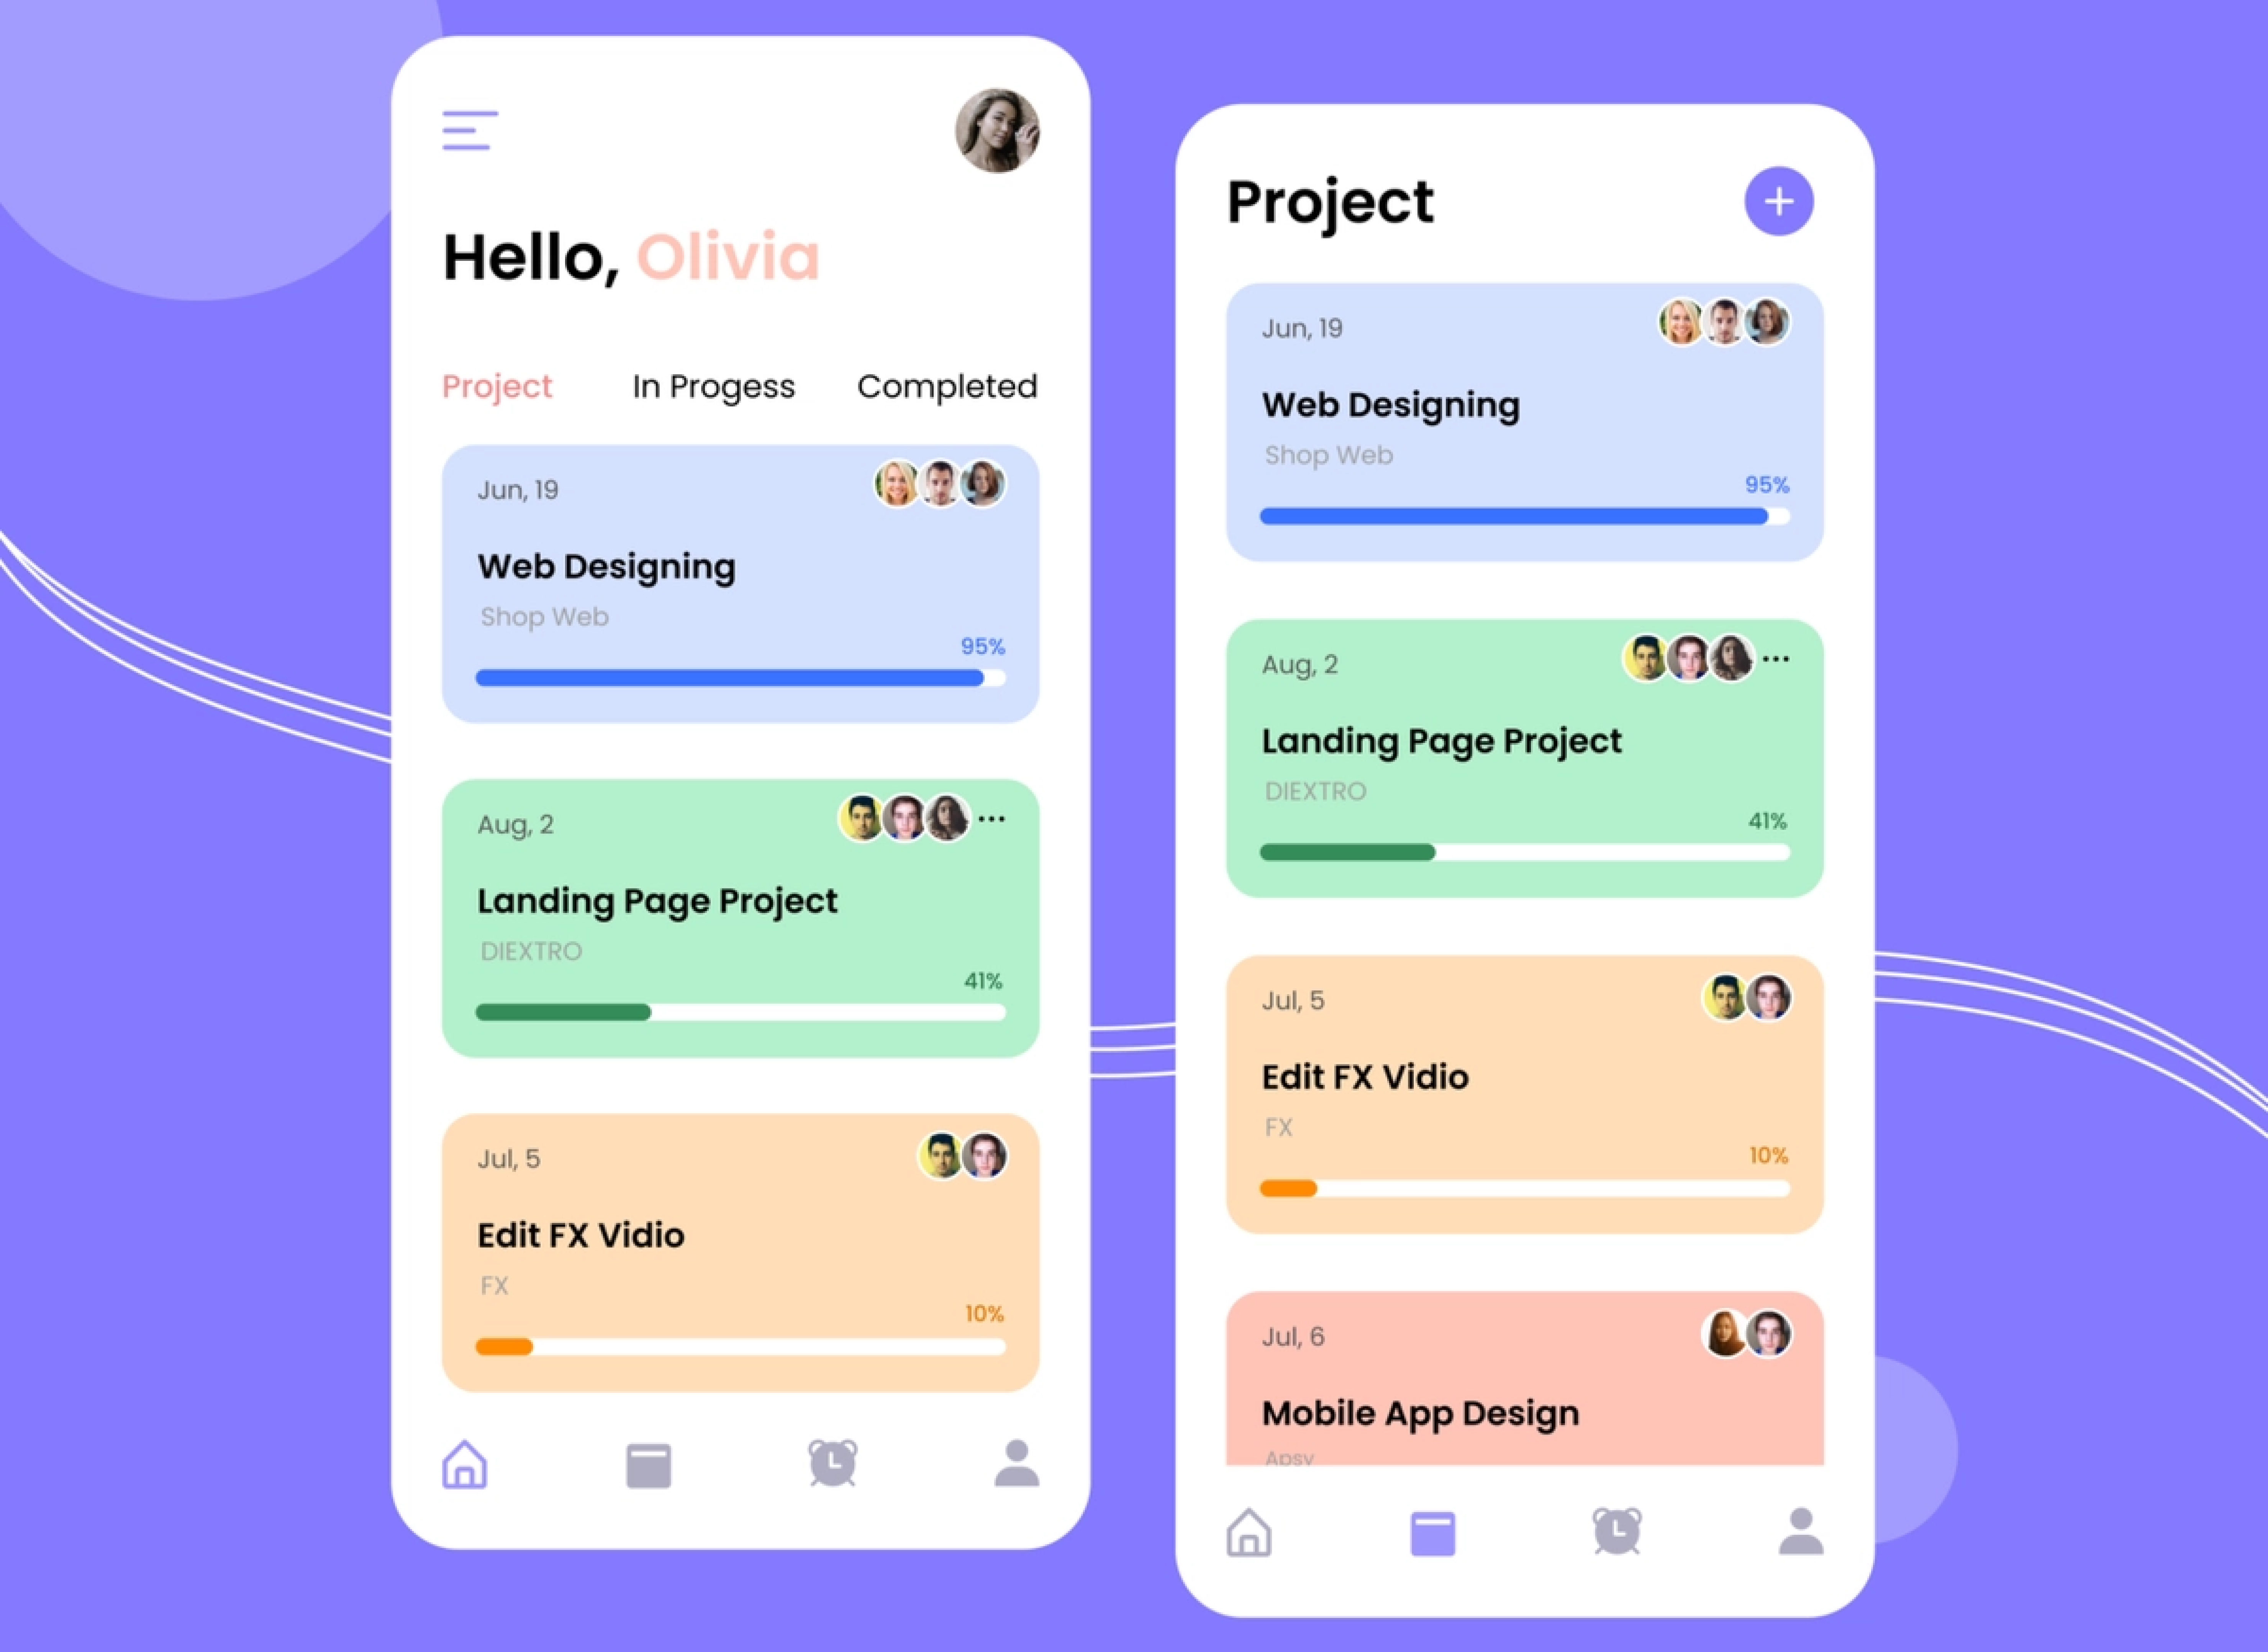 Hello, Olivia
Project In Progess Completed
Jun, 19
Web Designing
Shop Web
95%
Aug, 2
Landing Page Project
DIEXTRO
41%
Jul, 5
Edit FX Vidio
FX
10%
Project
Jun, 19
Web Designing
Shop Web
95%
Aug, 2
Landing Page Project
DIEXTRO
41%
Jul, 5
Edit FX Vidio
FX
10%
Jul, 6
Mobile App Design
Apsy